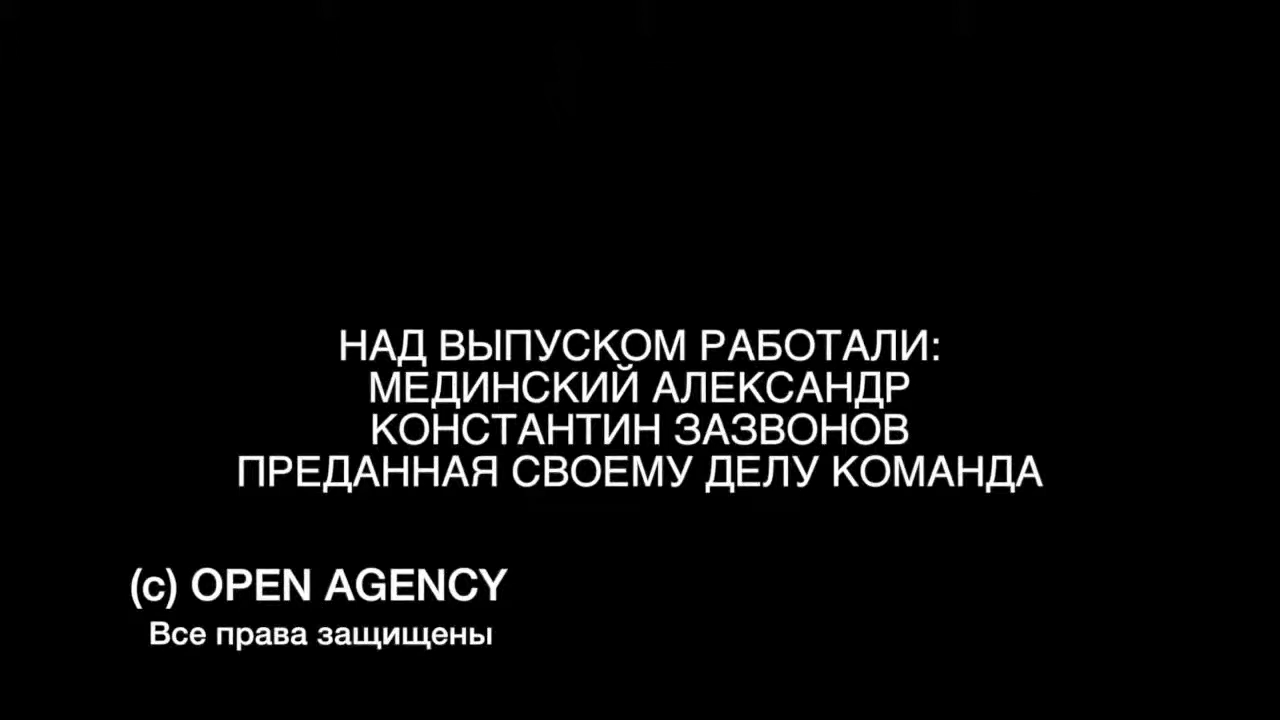 НАД ВЫПУСКОМ РАБОТАЛИ:
МЕДИНСКИЙ АЛЕКСАНДР
КОНСТАНТИН ЗАЗВОНОВ
ПРЕДАННАЯ СВОЕМУ ДЕЛУ КОМАНДА
(c) OPEN AGENCY
Все права защищены